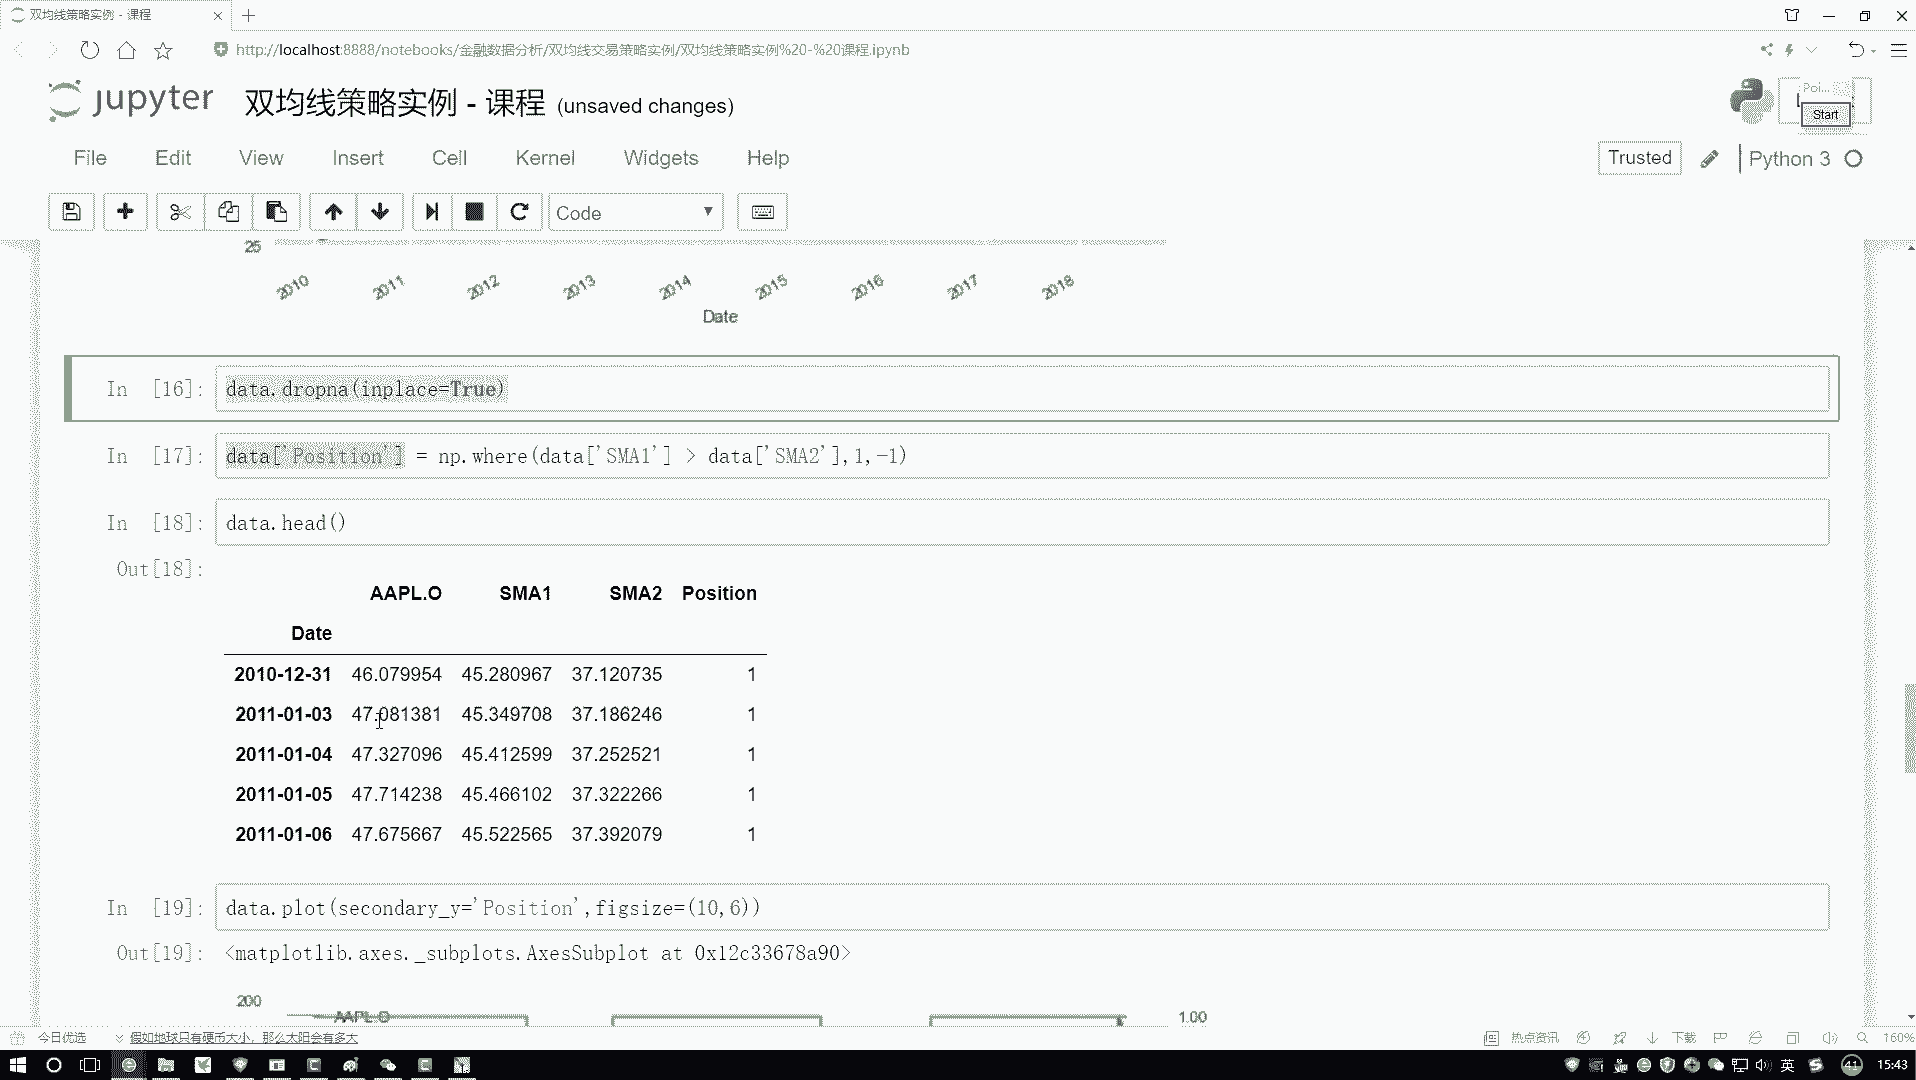 双均线策略实例 - 课程
http://localhost:8888/notebooks/金融数据分析/双均线交易策略实例/双均线策略实例%20-%20课程.ipynb
jupyter 双均线策略实例 - 课程 (unsaved changes)
Poi...
Start
File Edit View Insert Cell Kernel Widgets Help
Trusted Python 3
Code
25
2010 2011 2012 2013 2014 2015 2016 2017 2018
Date
In [16]: data.dropna(inplace=True)
In [17]: data['Position'] = np.where(data['SMA1'] > data['SMA2'],1,-1)
In [18]: data.head()
Out[18]:
AAPL.O SMA1 SMA2 Position
Date
2010-12-31 46.079954 45.280967 37.120735 1
2011-01-03 47.081381 45.349708 37.186246 1
2011-01-04 47.327096 45.412599 37.252521 1
2011-01-05 47.714238 45.466102 37.322266 1
2011-01-06 47.675667 45.522565 37.392079 1
In [19]: data.plot(secondary_y='Position',figsize=(10,6))
Out[19]: <matplotlib.axes._subplots.AxesSubplot at 0x12c33678a90>
200
AAPL.O
1.00
今日优选 假如地球只有硬币大小，那么太阳会有多大 热点资讯 下载 160%
英 41 15:43